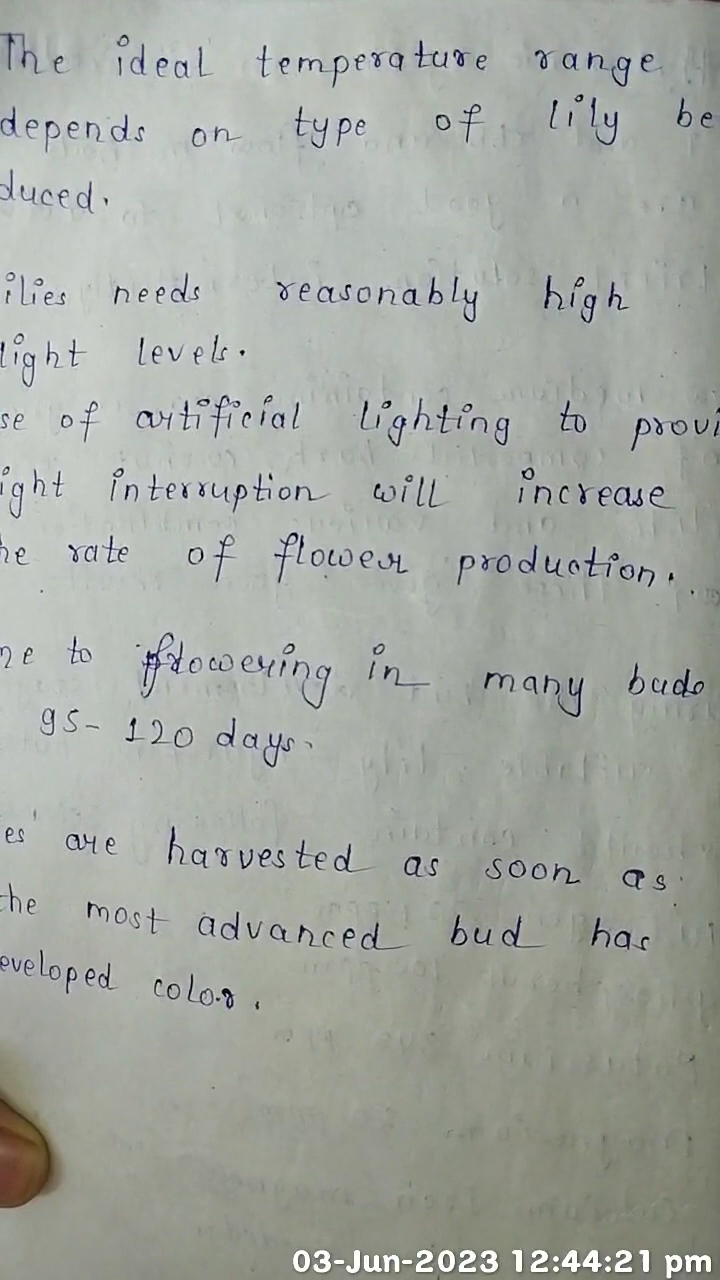 The ideal temperature range
depends on type of lily be
duced.
ilies needs reasonably high
light levels.
se of artificial lighting to provi
ight interruption will increase
he rate of flower production.
ne to flowering in many buds
95- 120 days.
es are harvested as soon as
the most advanced bud has
eveloped color.
03-Jun-2023 12:44:21 pm